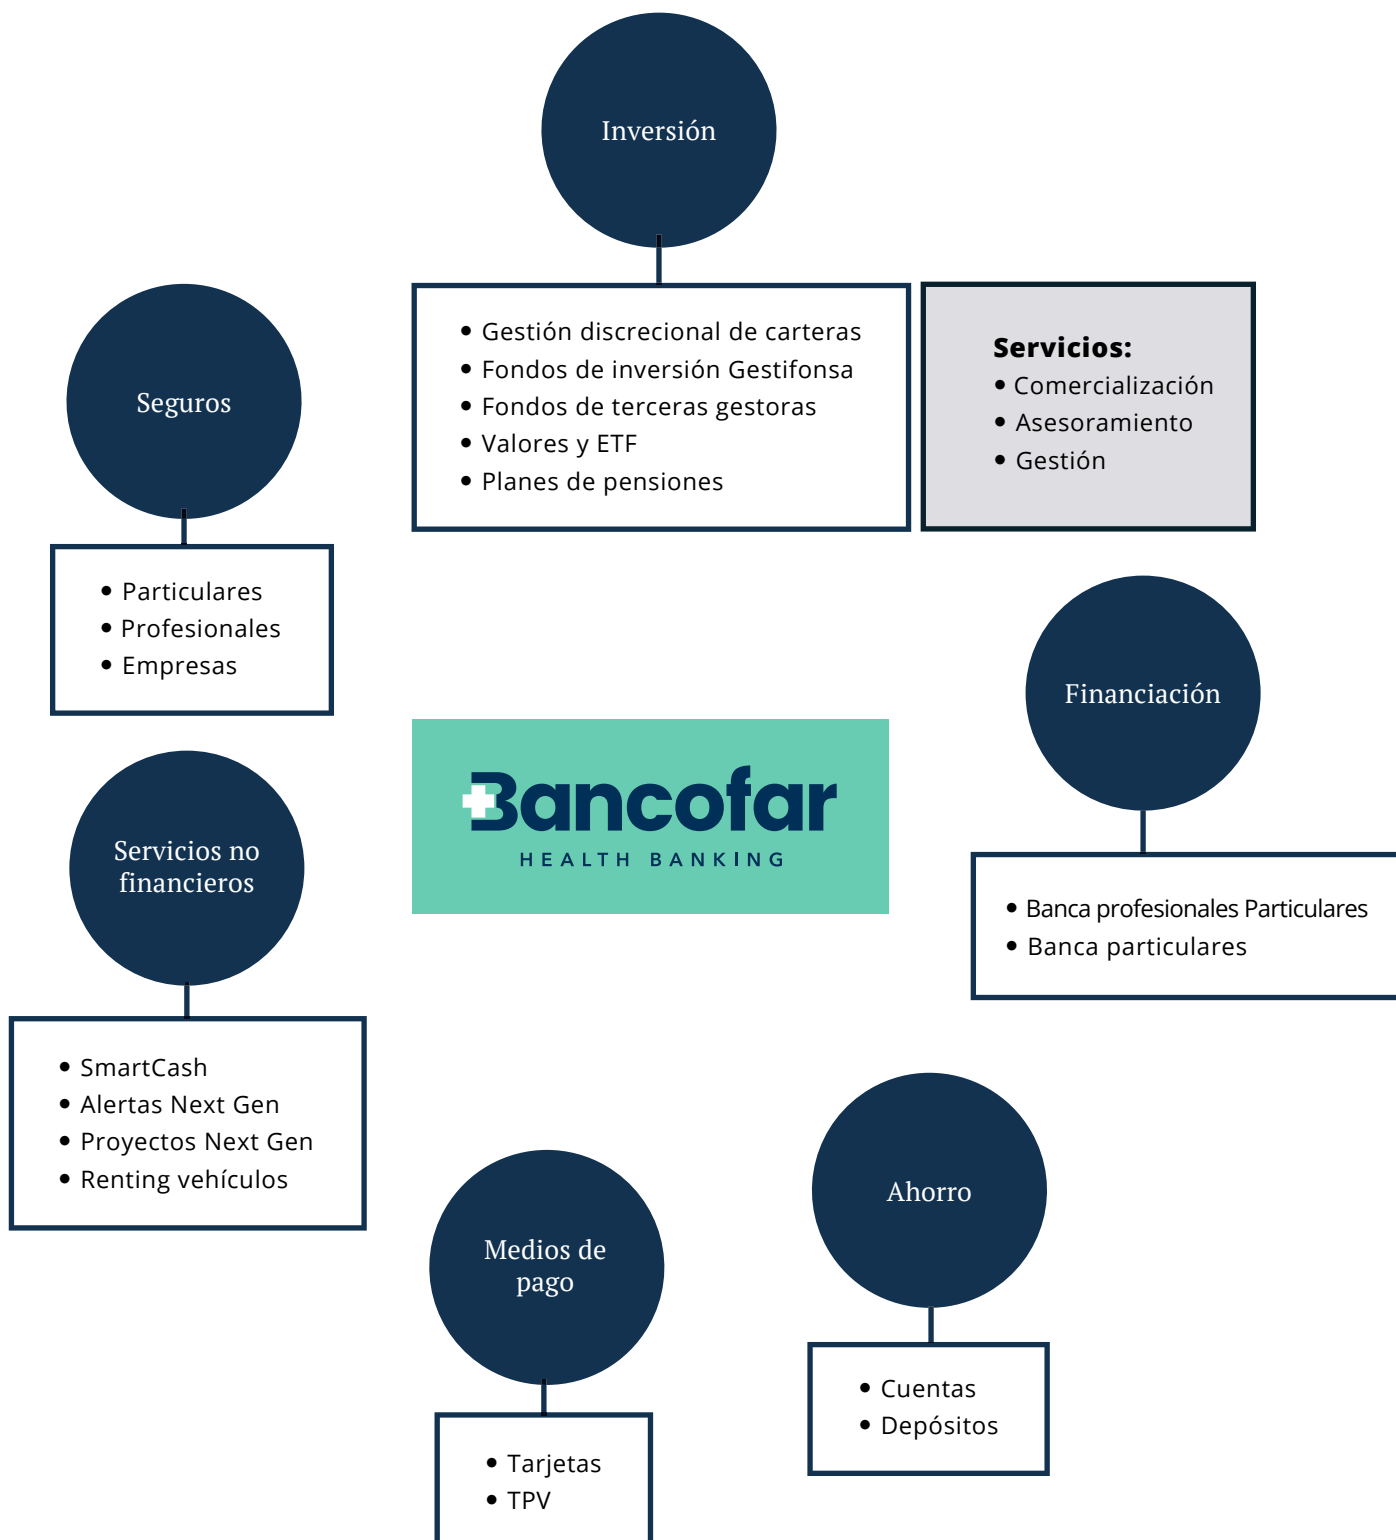 Inversión
Gestión discrecional de carteras
Fondos de inversión Gestifonsa
Fondos de terceras gestoras
Valores y ETF
Planes de pensiones
Servicios:
Comercialización
Asesoramiento
Gestión
Seguros
Particulares
Profesionales
Empresas
Financiación
Banca profesionales Particulares
Banca particulares
Bancofar
HEALTH BANKING
Servicios no
financieros
SmartCash
Alertas Next Gen
Proyectos Next Gen
Renting vehículos
Medios de
pago
Tarjetas
TPV
Ahorro
Cuentas
Depósitos